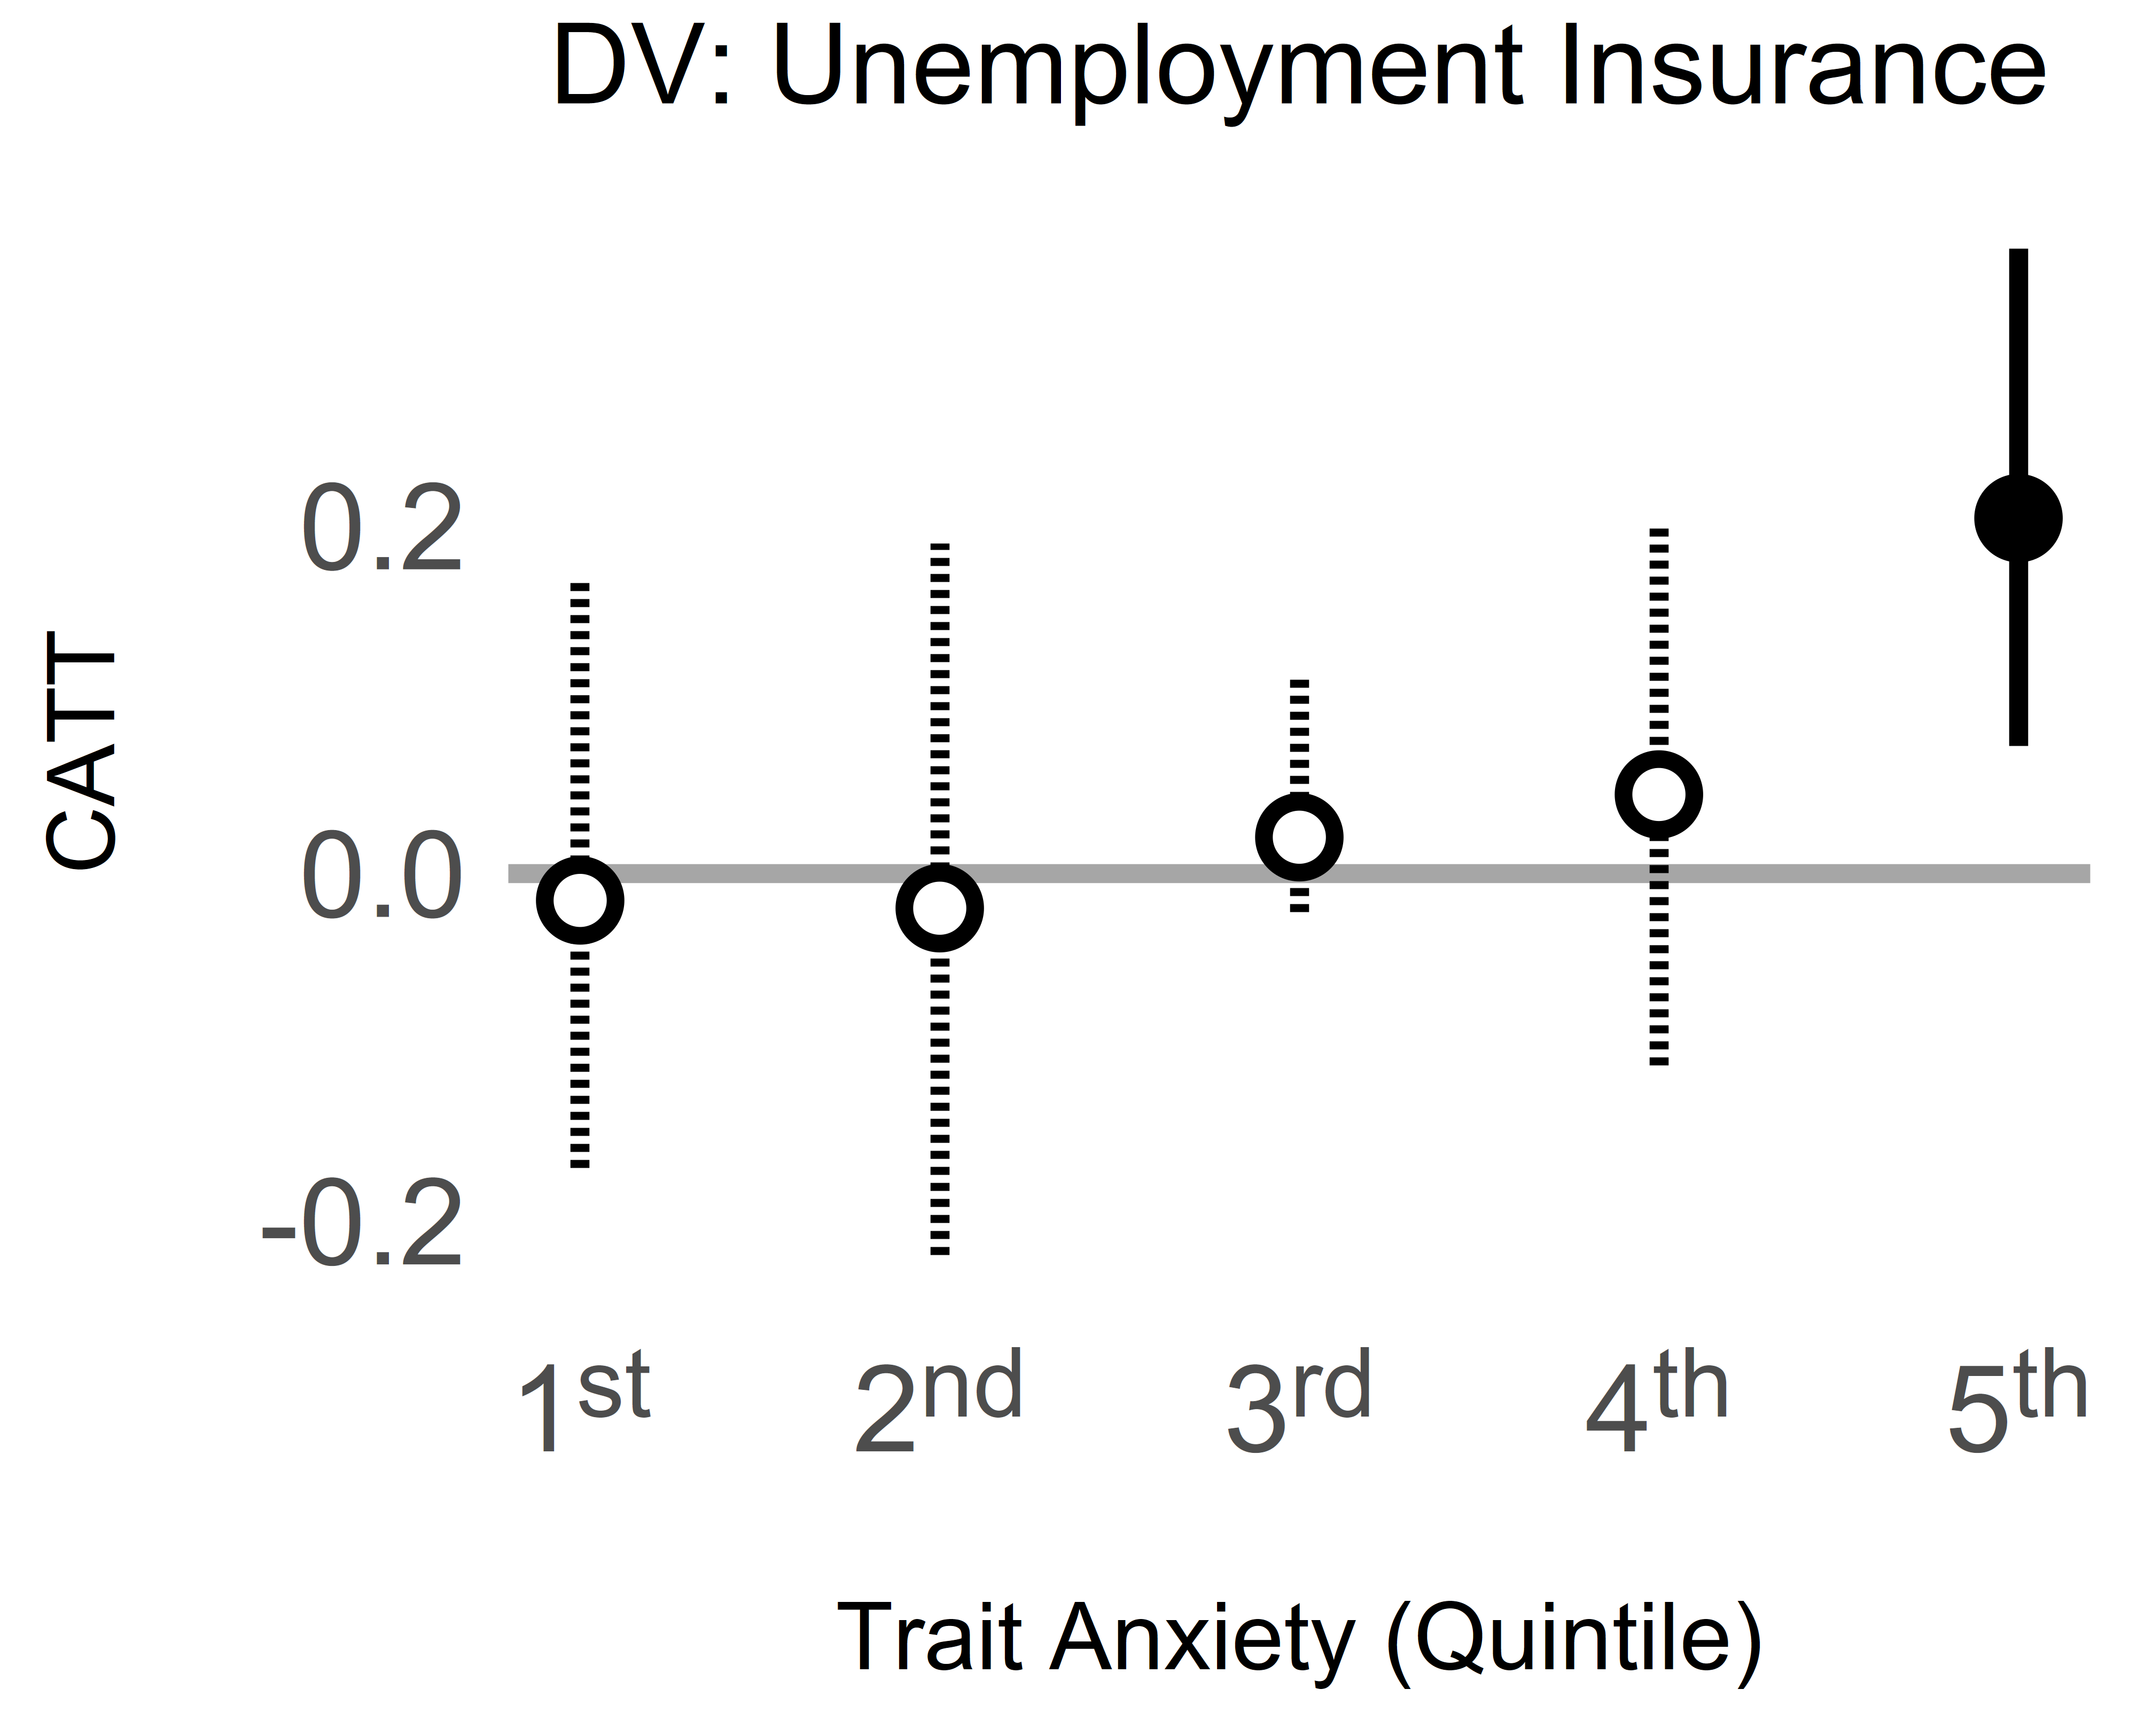 DV: Unemployment Insurance
CATT
0.2
0.0
-0.2
1st
2nd
3rd
4th
5th
Trait Anxiety (Quintile)